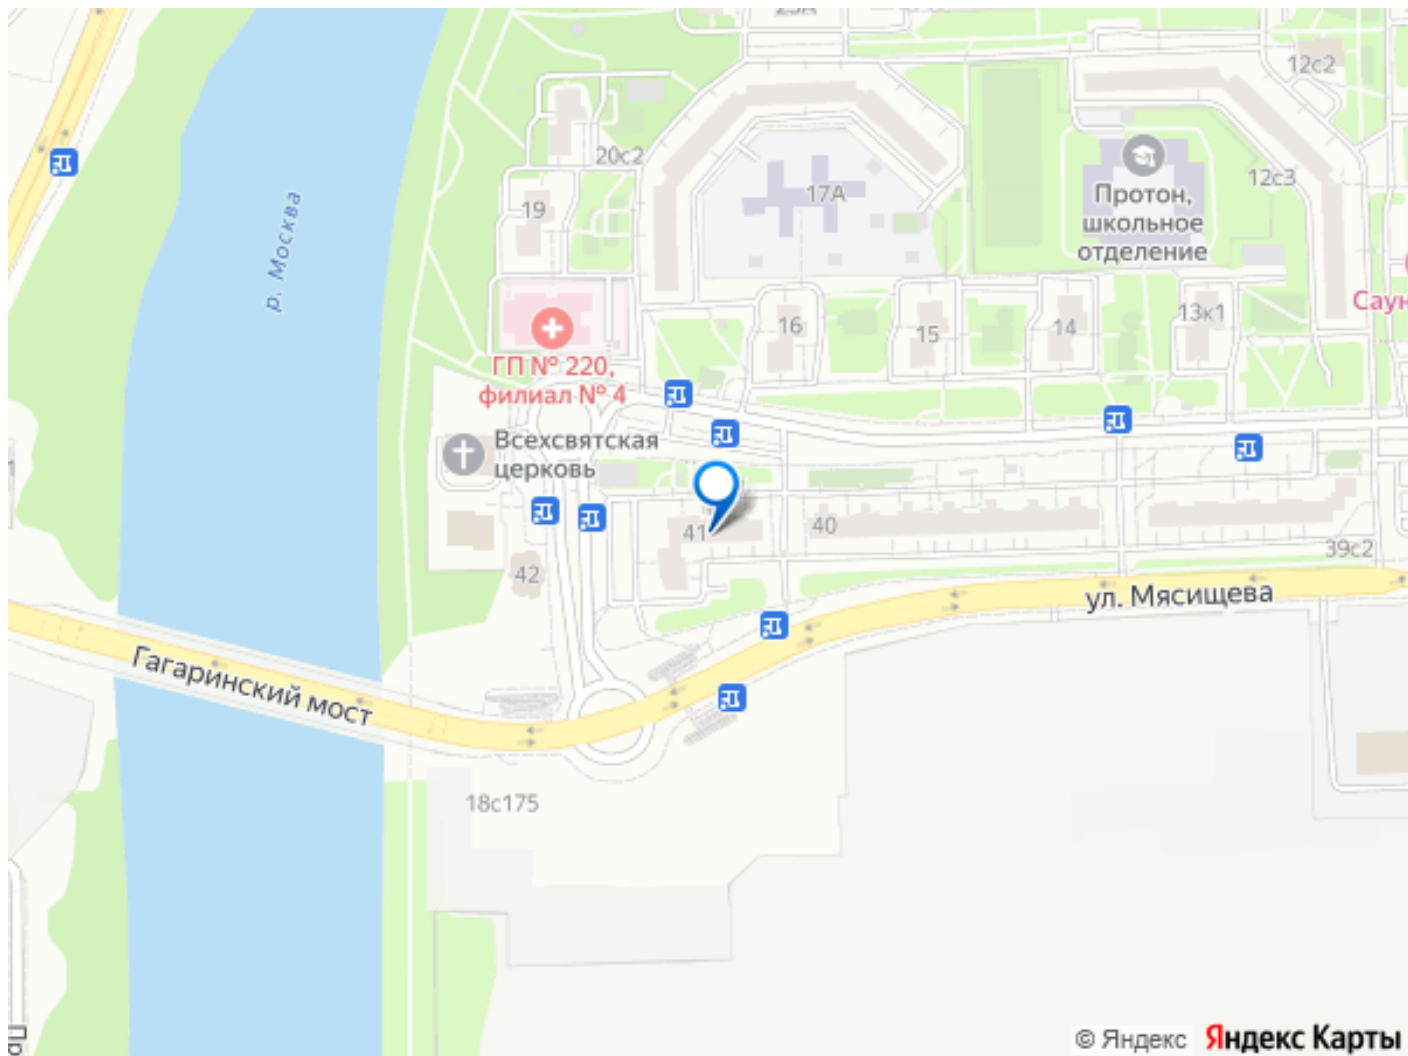 12с2
20с2
17А
12с3
19
Протон,
школьное
отделение
р. Москва
16
15
14
13к1
Саун
ГП № 220,
филиал № 4
Всехсвятская
церковь
41
40
39с2
42
ул. Мясищева
Гагаринский мост
18с175
Пр
© Яндекс Яндекс Карты